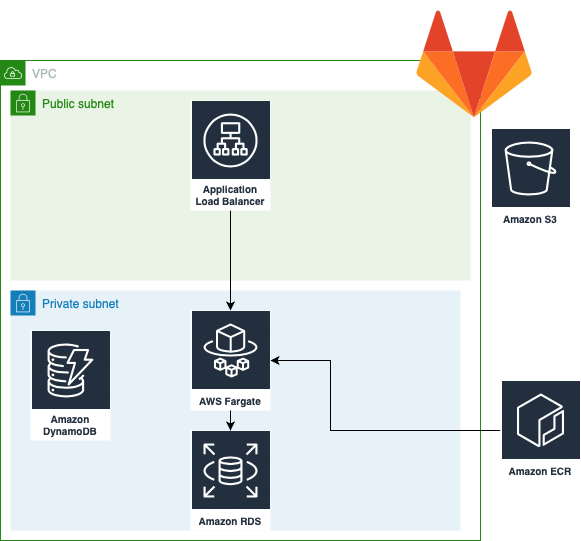 VPC
Public subnet
Application
Load Balancer
Amazon S3
Private subnet
Amazon
DynamoDB
AWS Fargate
Amazon ECR
Amazon RDS